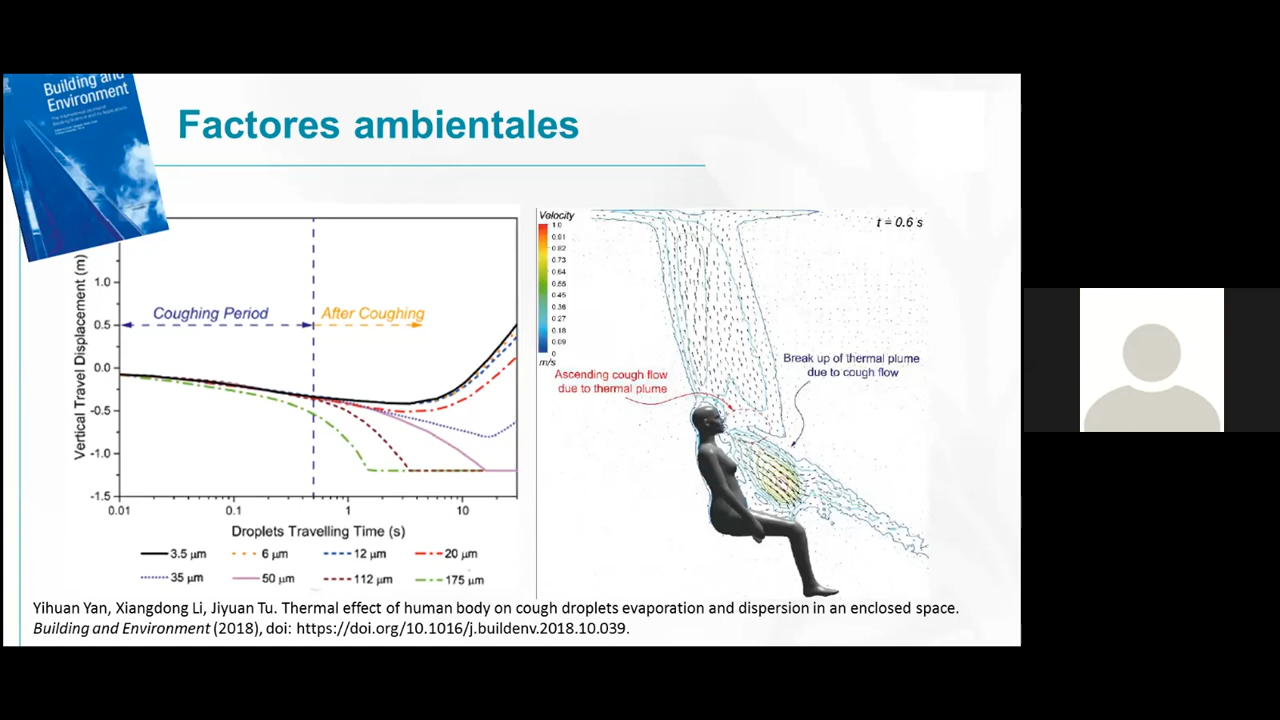 Building and
Environment
Factores ambientales
Vertical Travel Displacement (m)
1.0
0.5
0.0
-0.5
-1.0
-1.5
Coughing Period
After Coughing
0.01
0.1
1
10
Droplets Travelling Time (s)
3.5 μm
6 μm
12 μm
20 μm
35 μm
50 μm
112 μm
175 μm
Velocity
1.0
0.91
0.82
0.73
0.64
0.55
0.45
0.36
0.27
0.18
0.09
0
m/s
t = 0.6 s
Ascending cough flow
due to thermal plume
Break up of thermal plume
due to cough flow
Yihuan Yan, Xiangdong Li, Jiyuan Tu. Thermal effect of human body on cough droplets evaporation and dispersion in an enclosed space.
Building and Environment (2018), doi: https://doi.org/10.1016/j.buildenv.2018.10.039.